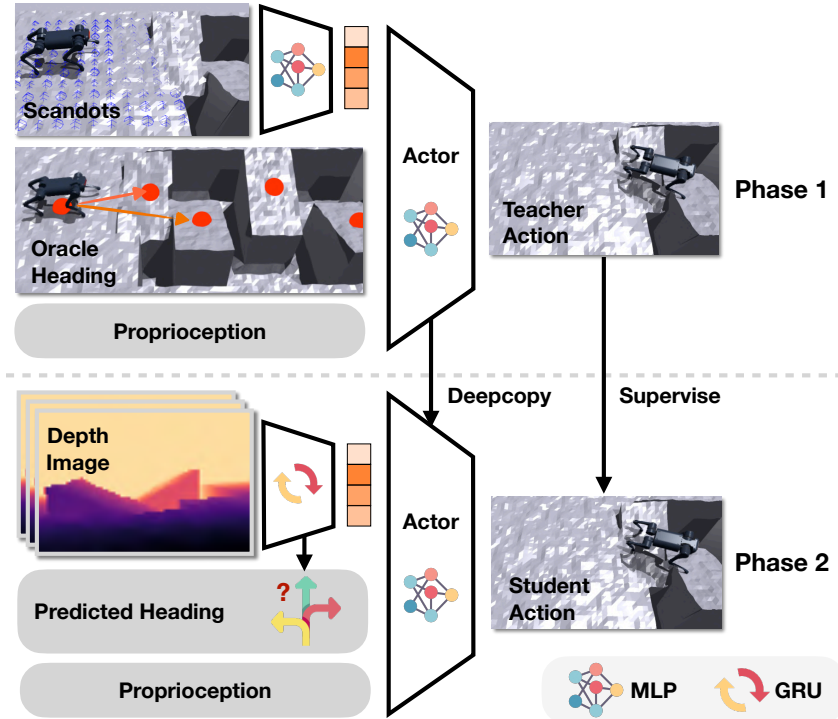 Scandots
Oracle
Heading
Proprioception
Actor
Teacher
Action
Phase 1
Deepcopy
Supervise
Depth
Image
?
Predicted Heading
Proprioception
Actor
Student
Action
Phase 2
MLP
GRU